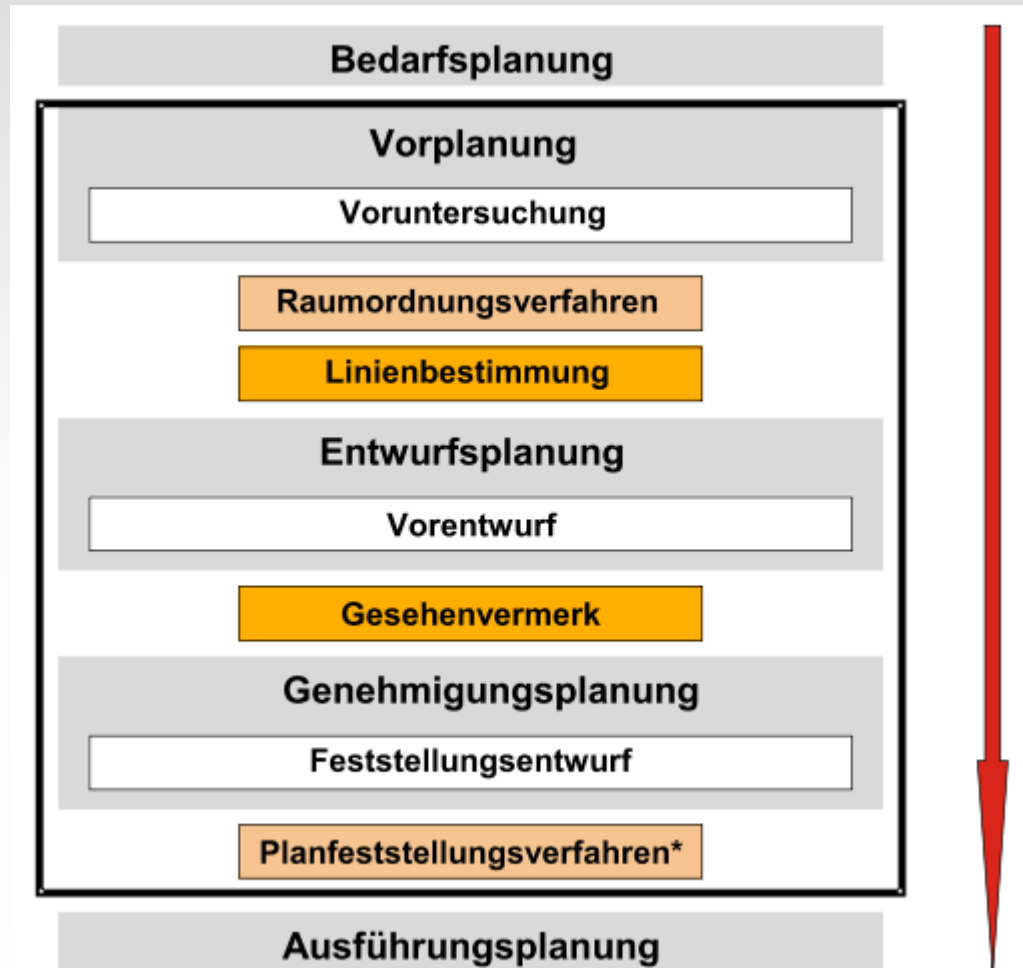 Bedarfsplanung
Vorplanung
Voruntersuchung
Raumordnungsverfahren
Linienbestimmung
Entwurfsplanung
Vorentwurf
Gesehenvermerk
Genehmigungsplanung
Feststellungsentwurf
Planfeststellungsverfahren*
Ausführungsplanung